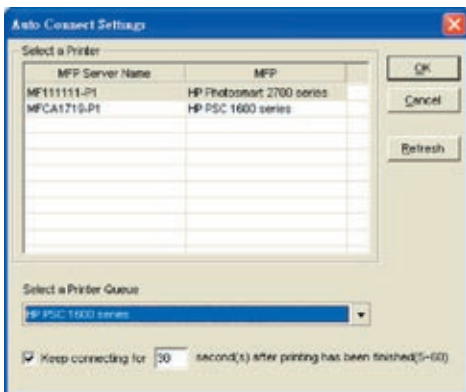 Auto Connect Settings
Select a Printer
MFP Server Name MFP
MF111111-P1 HP Photosmart 2700 series
MFCA1719-P1 HP PSC 1600 series
OK
Cancel
Refresh
Select a Printer Queue
HP PSC 1600 series
Keep connecting for 30 second(s) after printing has been finished(5~60)